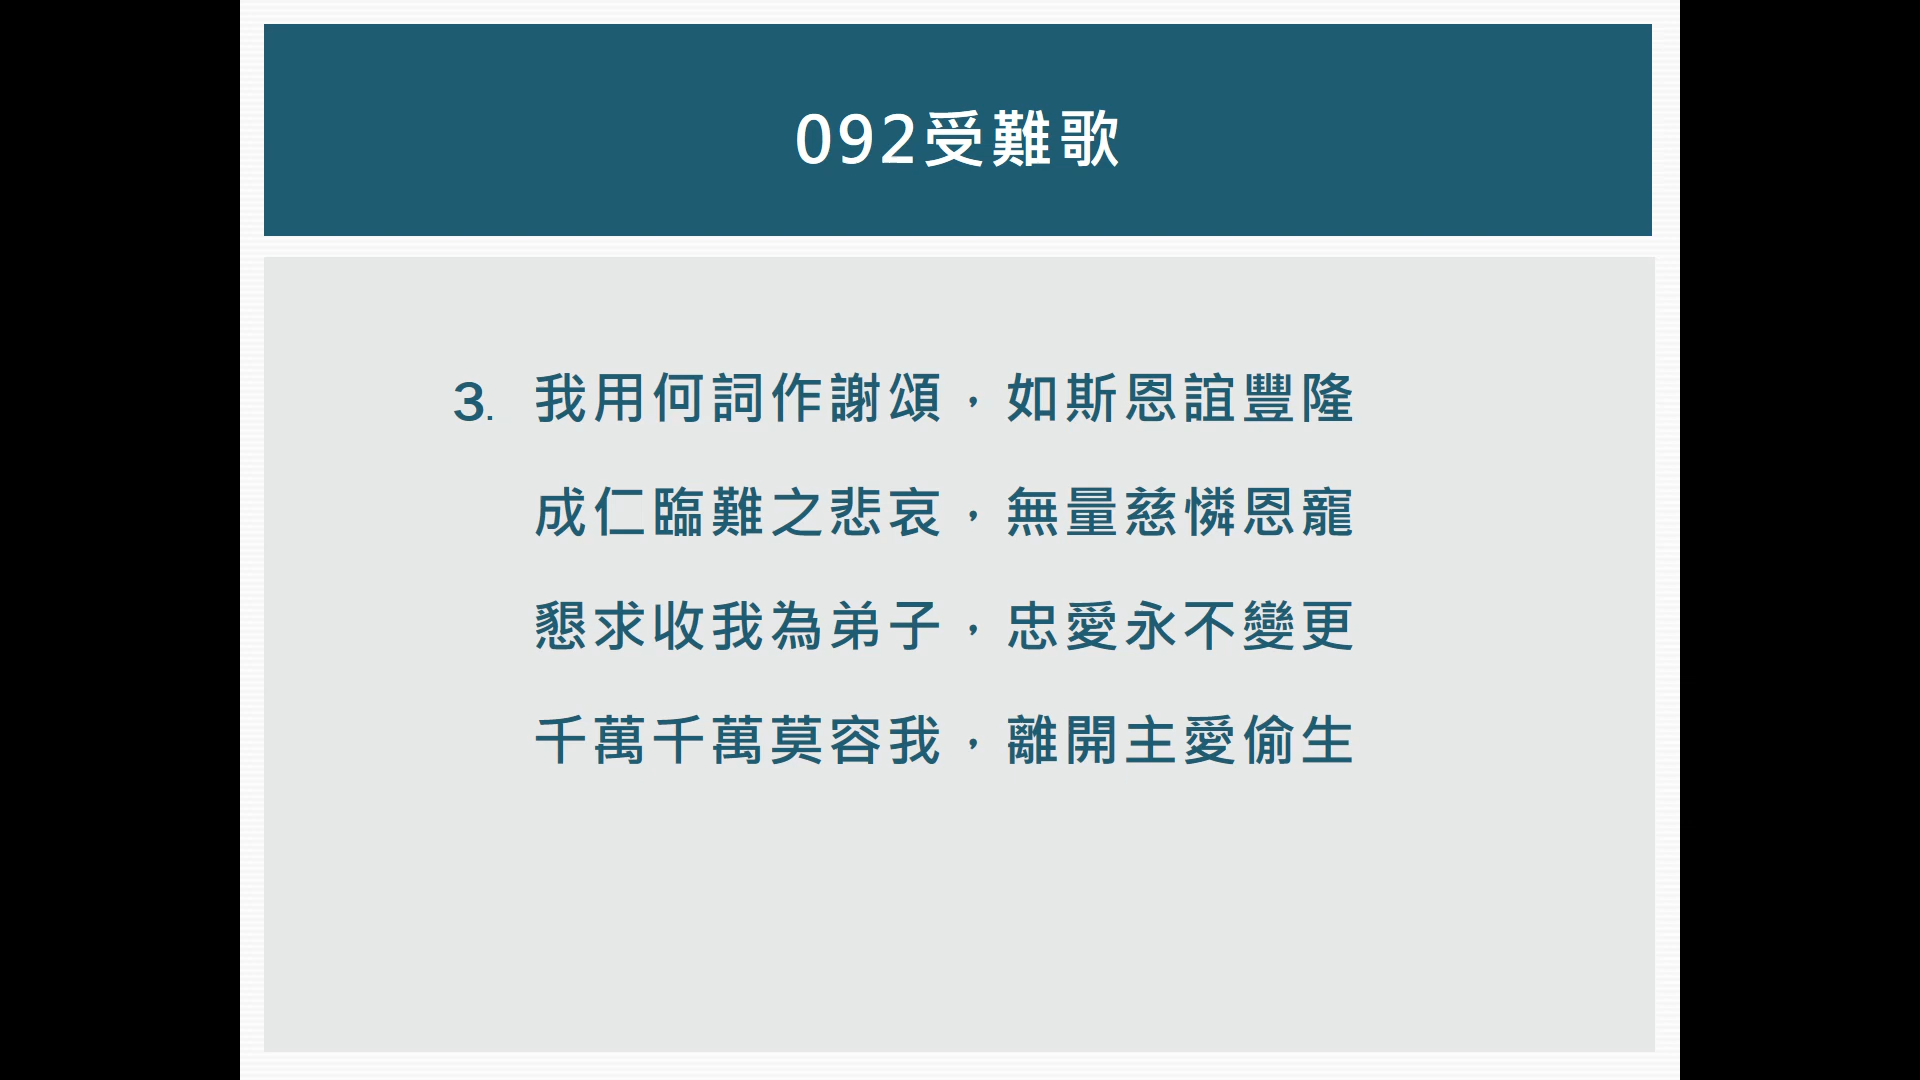 092受難歌
3. 我用何詞作謝頌，如斯恩誼豐隆
成仁臨難之悲哀，無量慈憐恩寵
懇求收我為弟子，忠愛永不變更
千萬千萬莫容我，離開主愛偷生